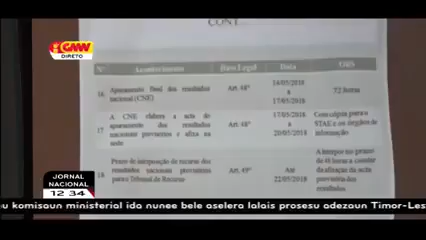 CONT...
GMN
DIRETO
Nº Acontecimento Base Legal Data OBS
16 Apuramento final dos resultados nacional (CNE) Art. 48º 14/05/2018 a 17/05/2018 72 horas
17 A CNE elabora a acta de apuramento dos resultados nacionais provisórios e afixa na sede Art. 48º 17/05/2018 a 20/05/2018 Com cópia para o STAE e os órgãos de informação
18 Prazo de interposição de recurso dos resultados nacionais provisórios para o Tribunal de Recurso Art. 49º Até 22/05/2018 A interpor no prazo de 48 horas a contar da afixação da acta provisória dos resultados
JORNAL
NACIONAL
12 34
komisoun ministerial ida nunee bele aselera lalais prosesu adezoun Timor-Les